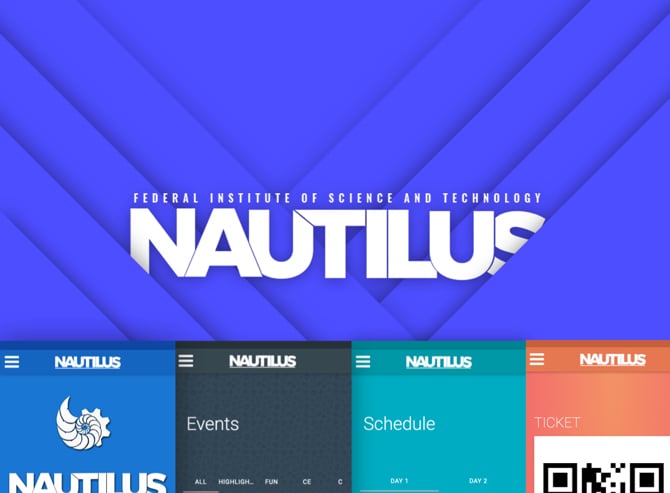 FEDERAL INSTITUTE OF SCIENCE AND TECHNOLOGY
NAUTILUS
NAUTILUS
NAUTILUS
NAUTILUS
NAUTILUS
Events
Schedule
TICKET
NAUTILUS
ALL HIGHLIGH... FUN CE C
DAY 1 DAY 2